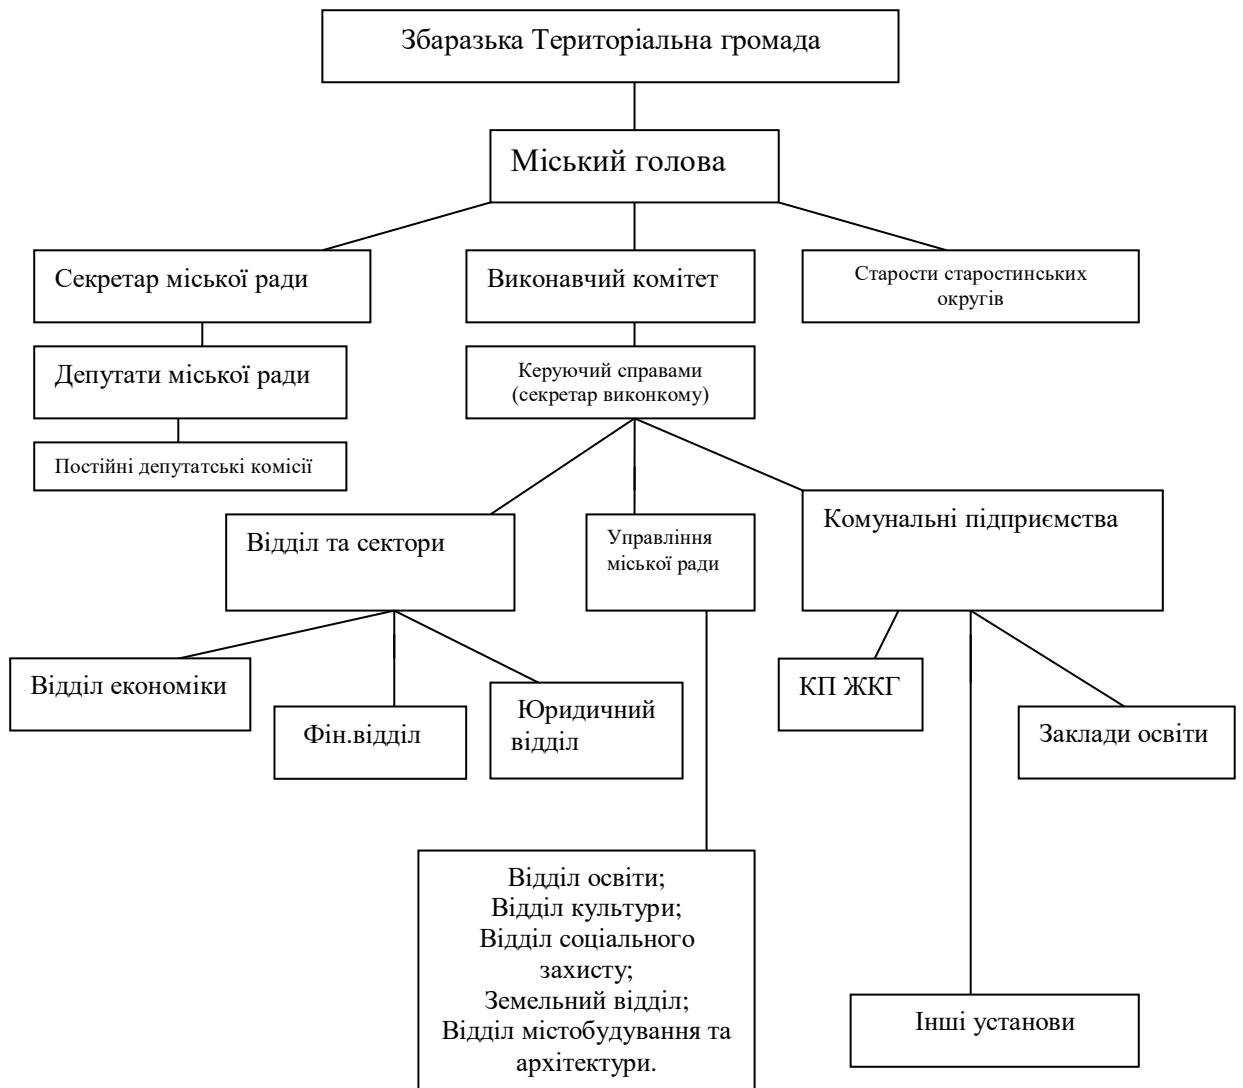 Збаразька Територіальна громада
Міський голова
Секретар міської ради
Виконавчий комітет
Старости старостинських
округів
Депутати міської ради
Керуючий справами
(секретар виконкому)
Постійні депутатські комісії
Відділ та сектори
Управління
міської ради
Комунальні підприємства
Відділ економіки
Фін.відділ
Юридичний
відділ
КП ЖКГ
Заклади освіти
Відділ освіти;
Відділ культури;
Відділ соціального
захисту;
Земельний відділ;
Відділ містобудування та
архітектури.
Інші установи